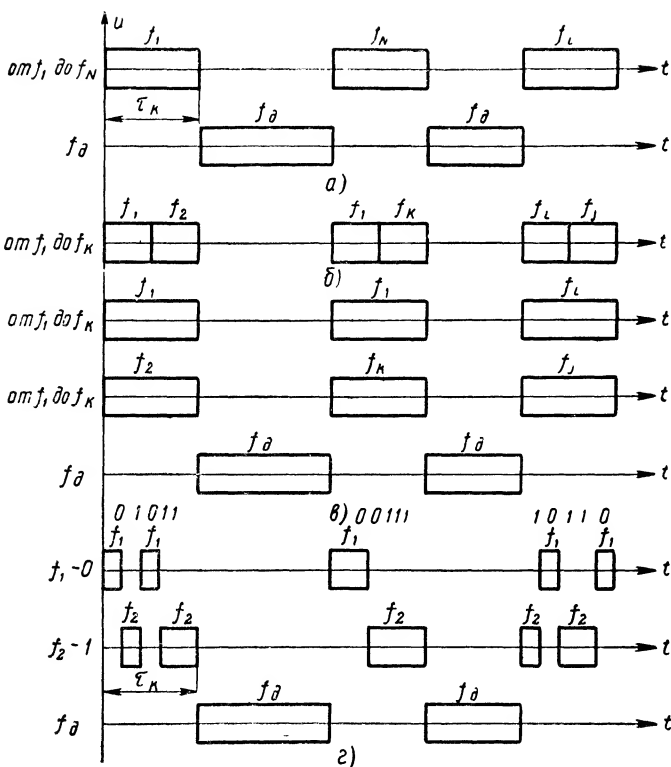 u
f₁ f_N f_i
от f₁ до f_N t
τ_к
f_д f_д
f_д t
а)
f₁ f₂ f₁ f_к f_i f_j
от f₁ до f_к t
б)
f₁ f₁ f_i
от f₁ до f_к t
f₂ f_к f_j
от f₁ до f_к t
f_д f_д
f_д t
0 1 0 1 1 в) 0 0 1 1 1 1 0 1 1 0
f₁ f₁ f₁ f₁ f₁
f₁-0 t
f₂ f₂ f₂ f₂ f₂
f₂-1 t
τ_к
f_д f_д
f_д t
г)